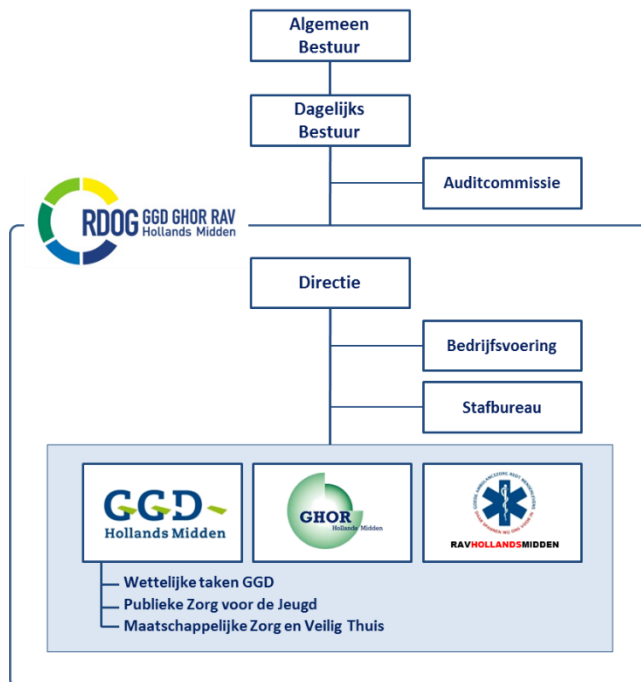 Algemeen
Bestuur
Dagelijks
Bestuur
Auditcommissie
RDOG GGD GHOR RAV
Hollands Midden
Directie
Bedrijfsvoering
Stafbureau
GGD
Hollands Midden
GHOR
Hollands Midden
RAVHOLLANDSMIDDEN
Wettelijke taken GGD
Publieke Zorg voor de Jeugd
Maatschappelijke Zorg en Veilig Thuis